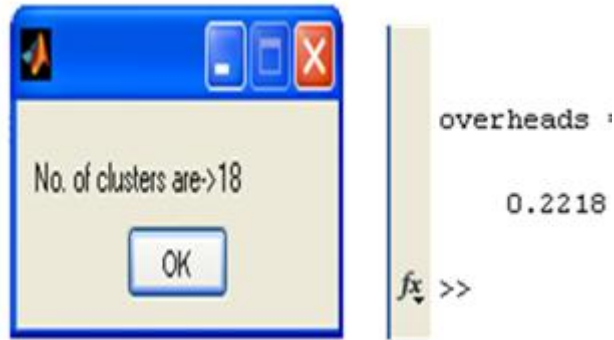 No. of clusters are->18
OK
overheads =
0.2218
fx >>